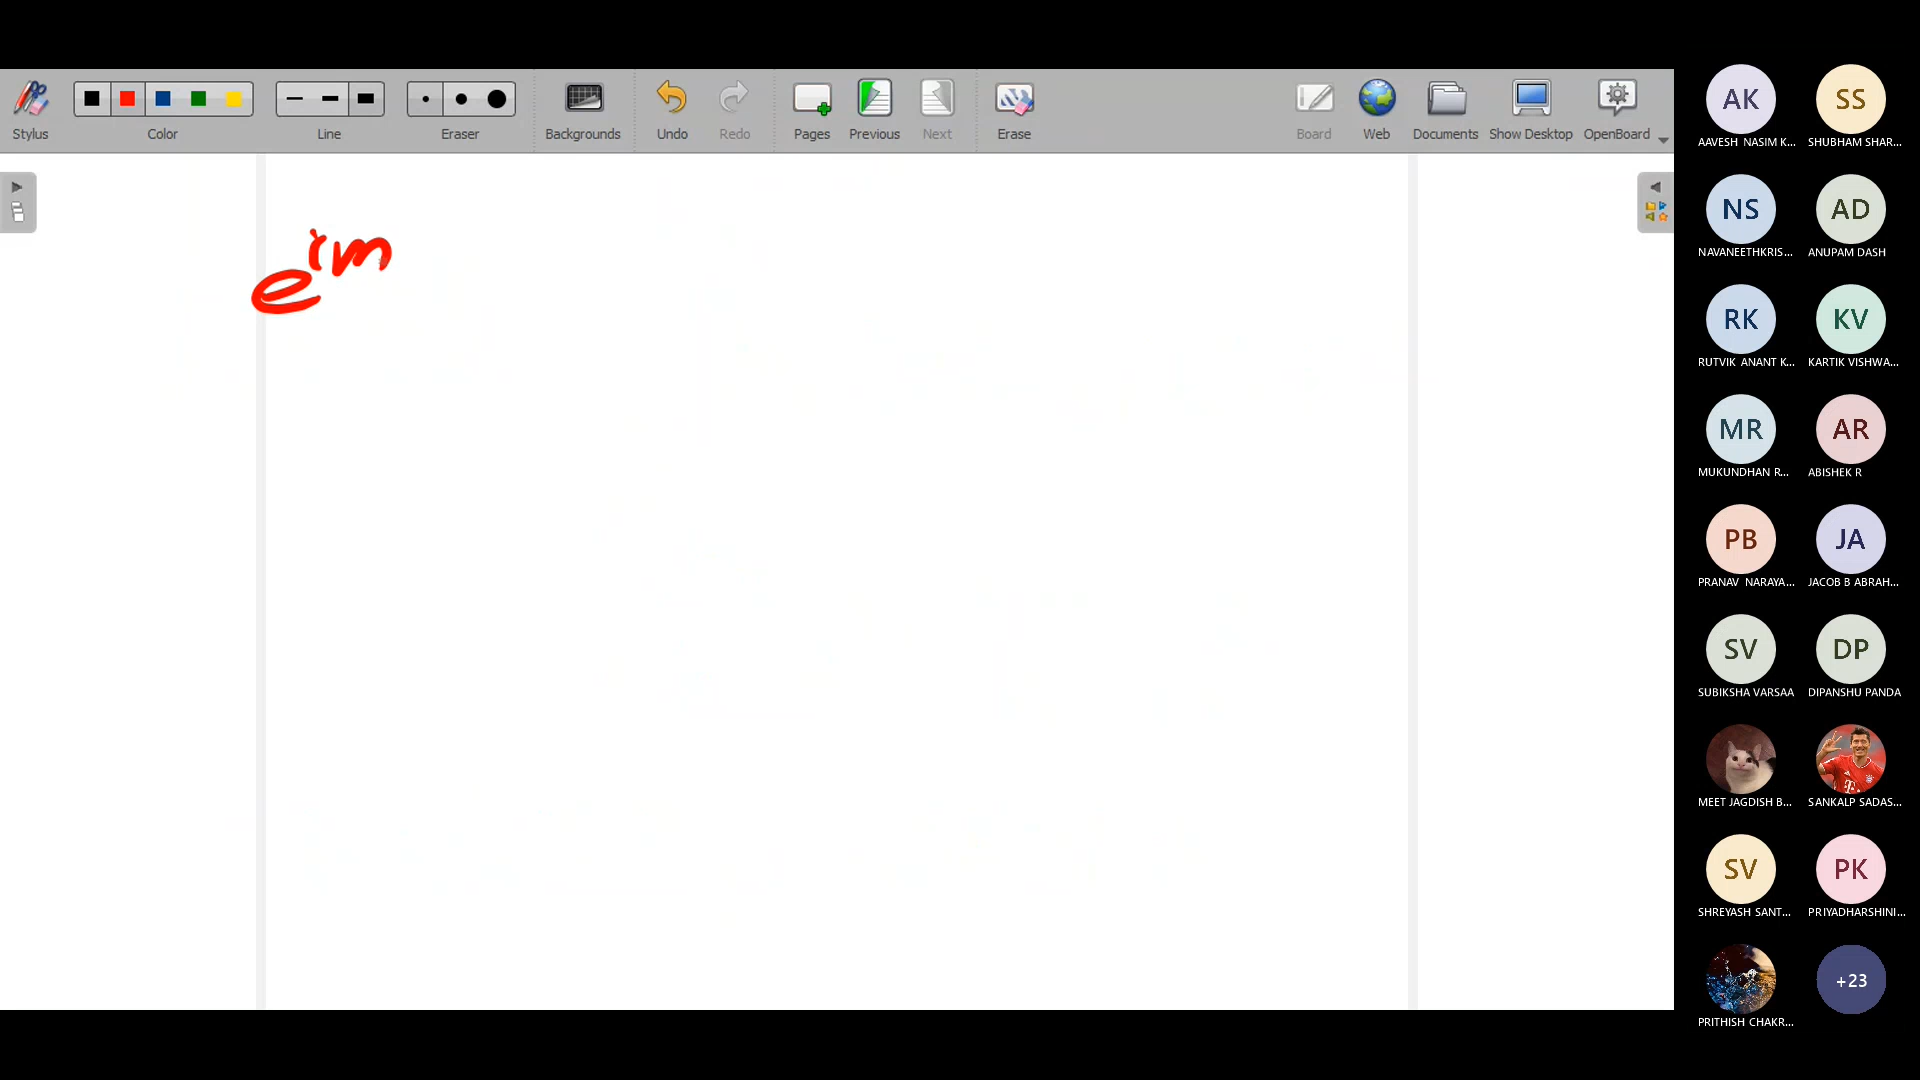 e^{im}
Stylus
Color
Line
Eraser
Backgrounds
Undo
Redo
Pages
Previous
Next
Erase
Board
Web
Documents
Show Desktop
OpenBoard
AK
AAVESH NASIM K...
SS
SHUBHAM SHAR...
NS
NAVANEETHKRIS...
AD
ANUPAM DASH
RK
RUTVIK ANANT K...
KV
KARTIK VISHWA...
MR
MUKUNDHAN R...
AR
ABISHEK R
PB
PRANAV NARAYA...
JA
JACOB B ABRAH...
SV
SUBIKSHA VARSAA
DP
DIPANSHU PANDA
MEET JAGDISH B...
SANKALP SADAS...
SV
SHREYASH SANT...
PK
PRIYADHARSHINI...
PRITHISH CHAKR...
+23